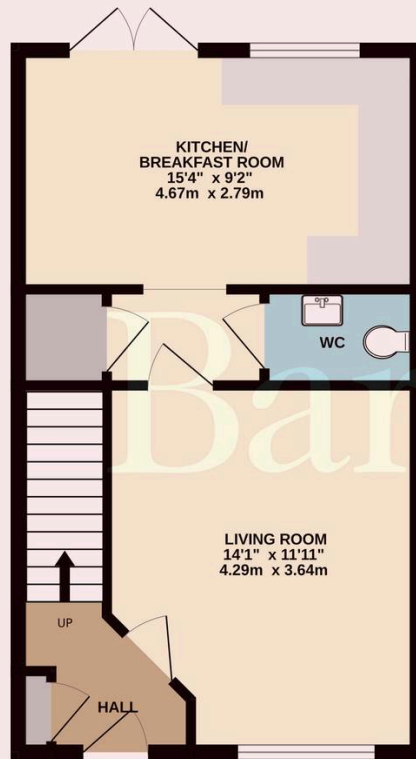 KITCHEN/
BREAKFAST ROOM
15'4" x 9'2"
4.67m x 2.79m
WC
Bar
LIVING ROOM
14'1" x 11'11"
4.29m x 3.64m
UP
HALL